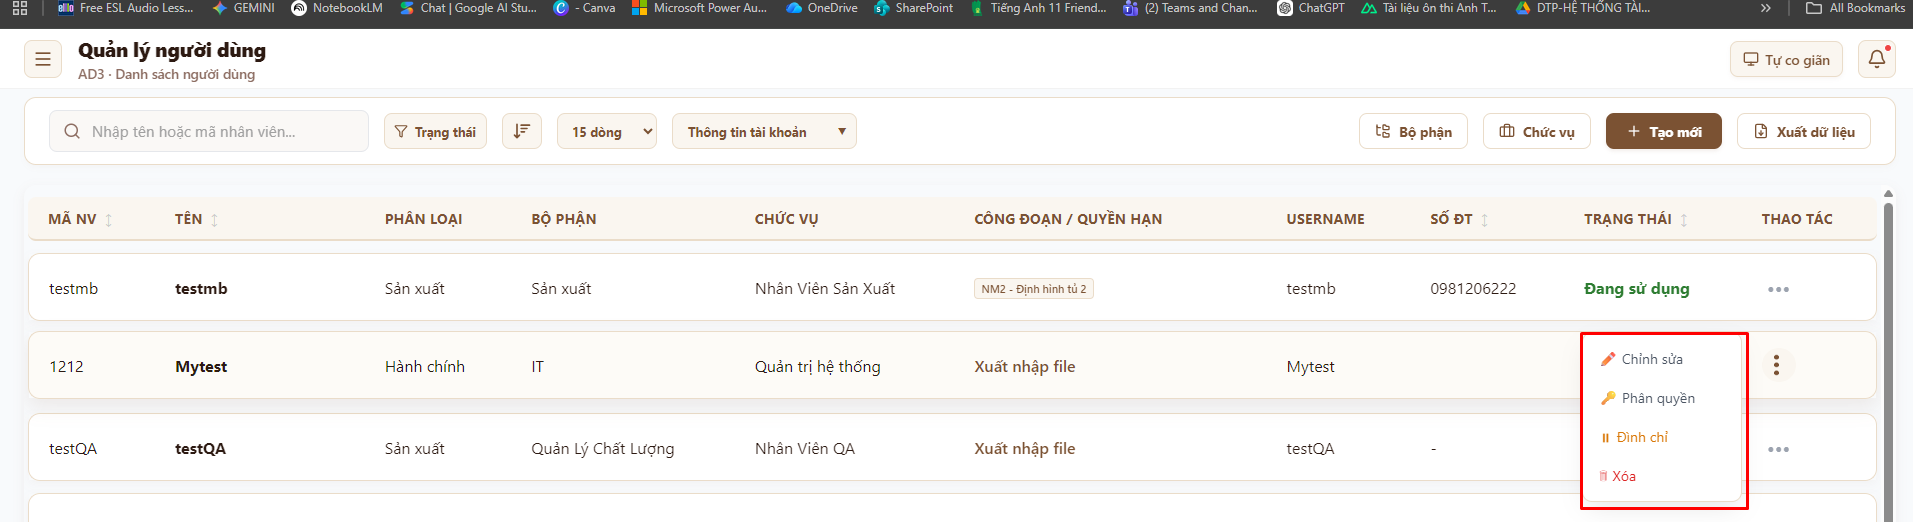 Free ESL Audio Less...
GEMINI
NotebookLM
Chat | Google AI Stu...
- Canva
Microsoft Power Au...
OneDrive
SharePoint
Tiếng Anh 11 Friend...
(2) Teams and Chan...
ChatGPT
Tài liệu ôn thi Anh T...
DTP-HỆ THỐNG TÀI...
All Bookmarks
Quản lý người dùng
AD3 · Danh sách người dùng
Tự co giãn
Nhập tên hoặc mã nhân viên...
Trạng thái
15 dòng
Thông tin tài khoản
Bộ phận
Chức vụ
+ Tạo mới
Xuất dữ liệu
MÃ NV TÊN PHÂN LOẠI BỘ PHẬN CHỨC VỤ CÔNG ĐOẠN / QUYỀN HẠN USERNAME SỐ ĐT TRẠNG THÁI THAO TÁC
testmb testmb Sản xuất Sản xuất Nhân Viên Sản Xuất NM2 - Định hình tủ 2 testmb 0981206222 Đang sử dụng
1212 Mytest Hành chính IT Quản trị hệ thống Xuất nhập file Mytest
Chỉnh sửa
Phân quyền
Đình chỉ
Xóa
testQA testQA Sản xuất Quản Lý Chất Lượng Nhân Viên QA Xuất nhập file testQA -